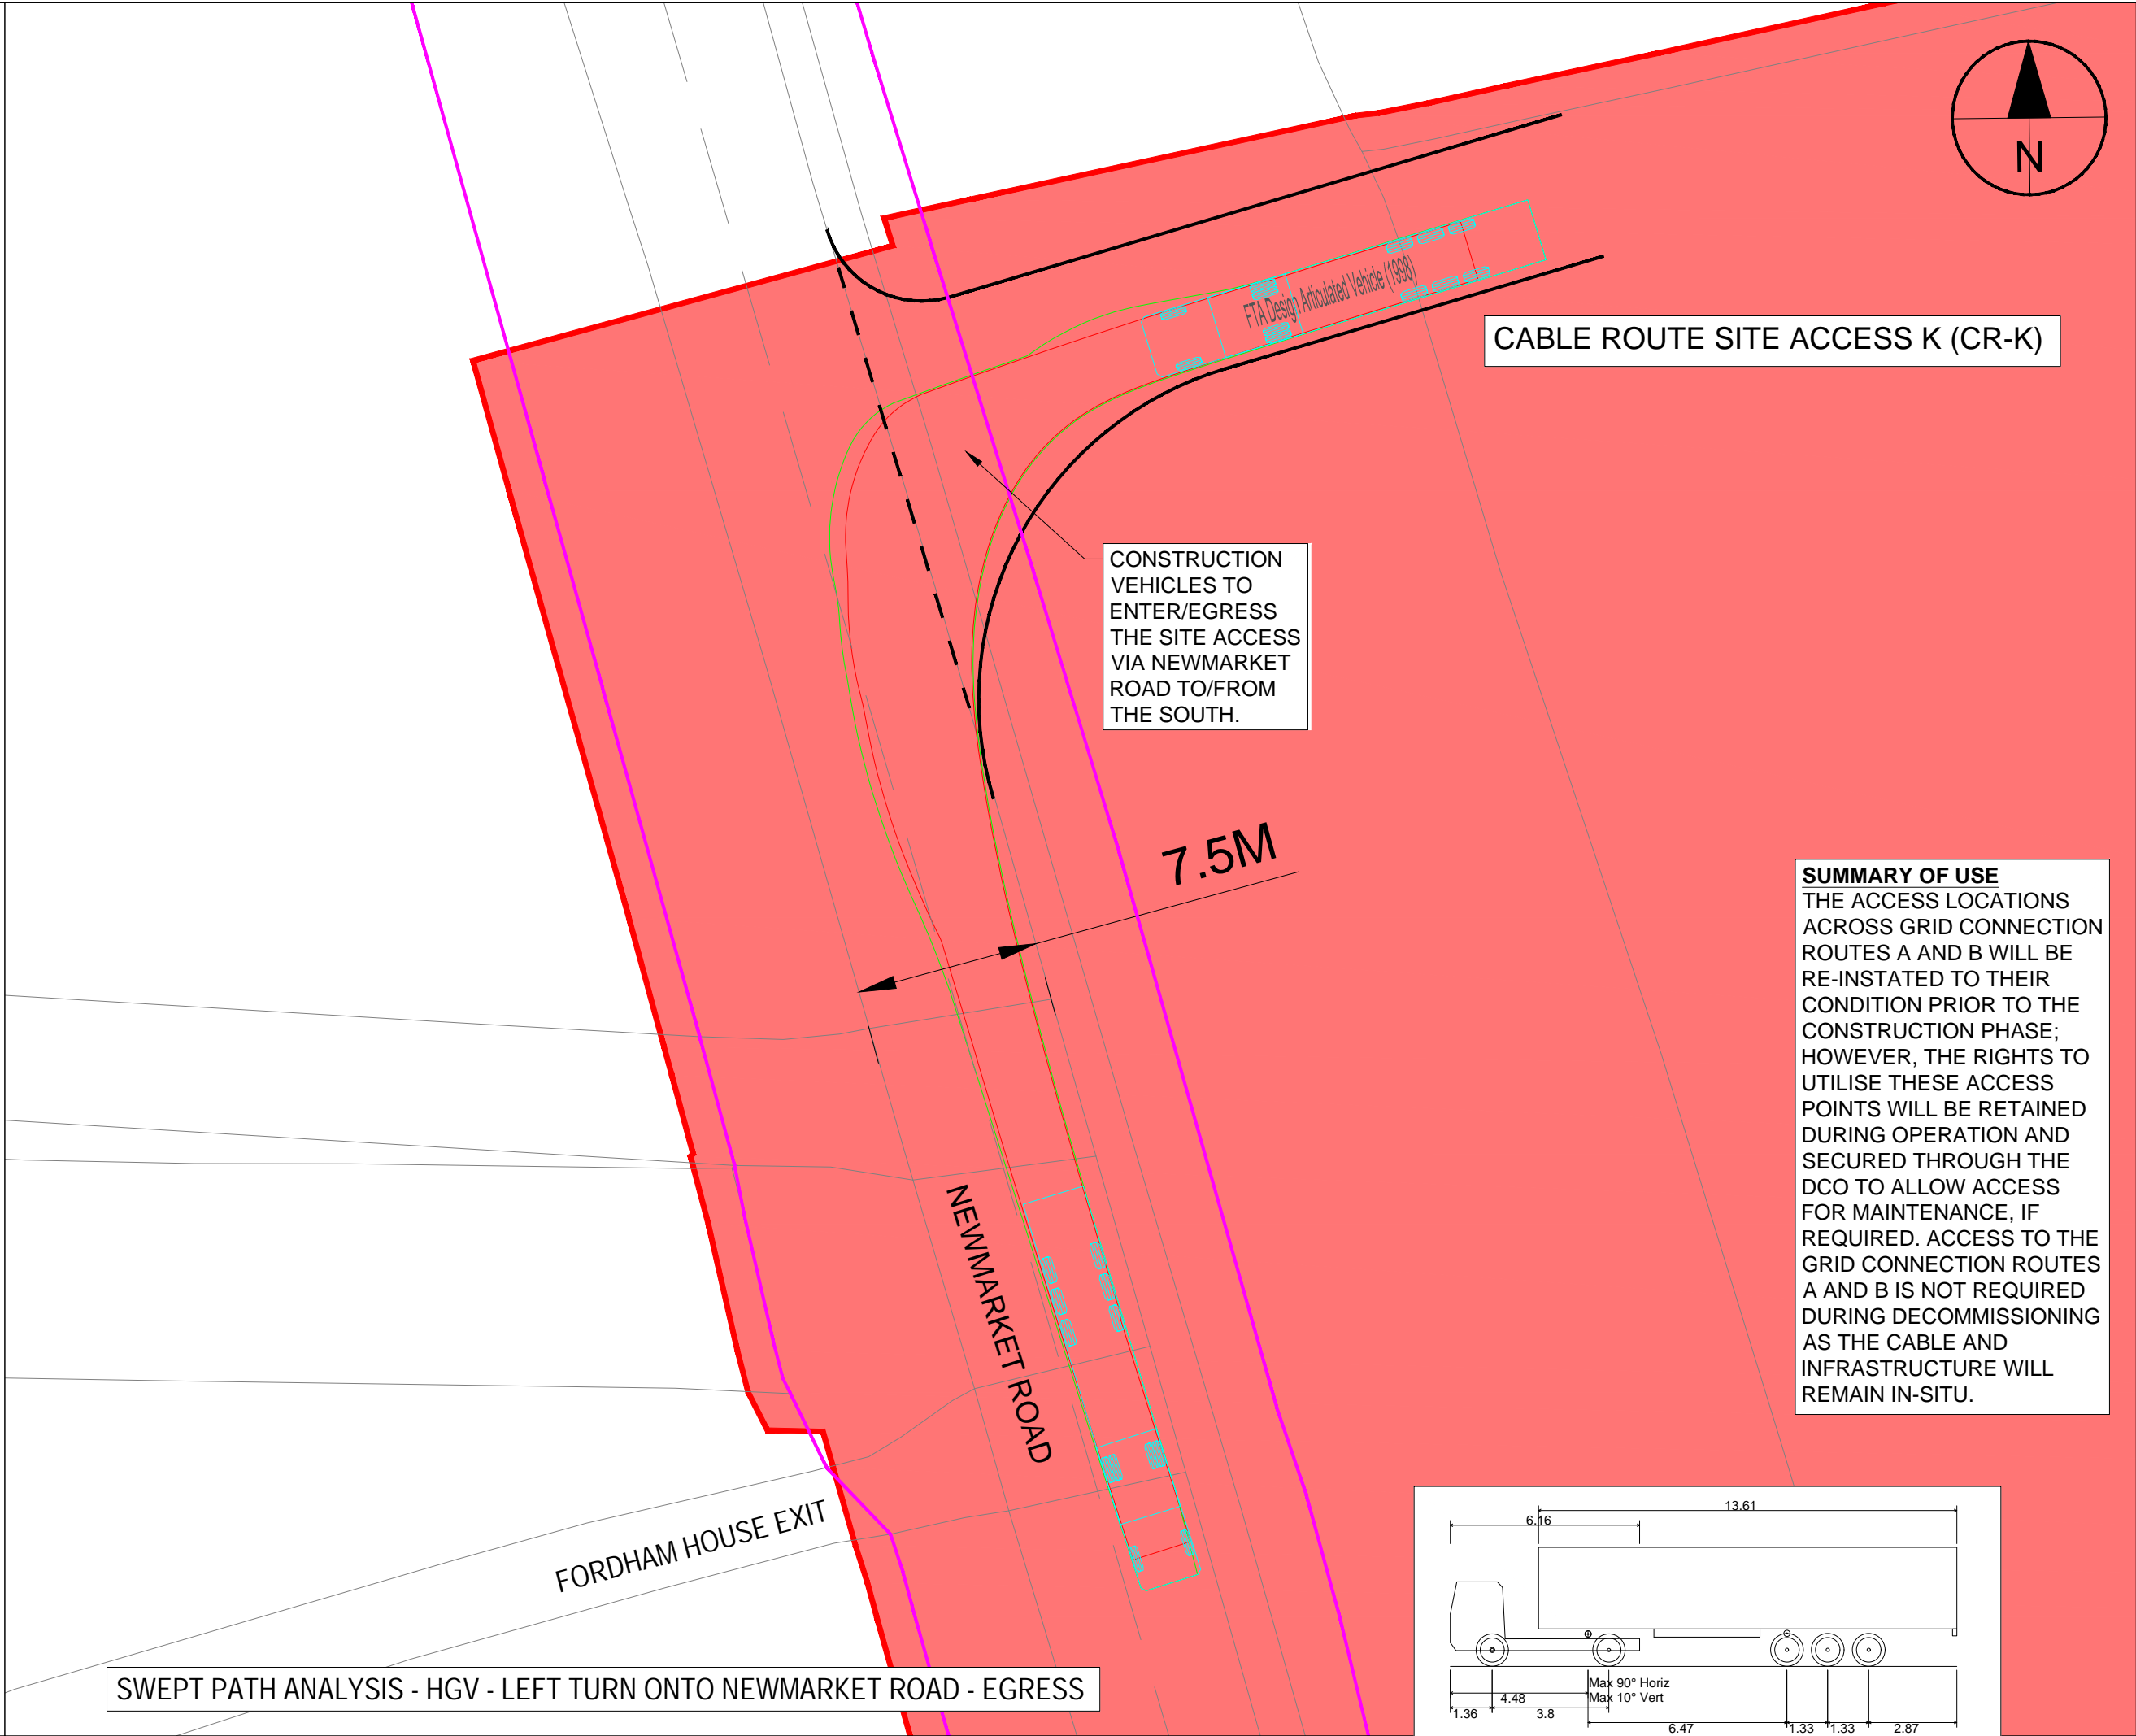 N
FTA Design Articulated Vehicle (1998)
CABLE ROUTE SITE ACCESS K (CR-K)
CONSTRUCTION
VEHICLES TO
ENTER/EGRESS
THE SITE ACCESS
VIA NEWMARKET
ROAD TO/FROM
THE SOUTH.
7.5M
SUMMARY OF USE
THE ACCESS LOCATIONS
ACROSS GRID CONNECTION
ROUTES A AND B WILL BE
RE-INSTATED TO THEIR
CONDITION PRIOR TO THE
CONSTRUCTION PHASE;
HOWEVER, THE RIGHTS TO
UTILISE THESE ACCESS
POINTS WILL BE RETAINED
DURING OPERATION AND
SECURED THROUGH THE
DCO TO ALLOW ACCESS
FOR MAINTENANCE, IF
REQUIRED. ACCESS TO THE
GRID CONNECTION ROUTES
A AND B IS NOT REQUIRED
DURING DECOMMISSIONING
AS THE CABLE AND
INFRASTRUCTURE WILL
REMAIN IN-SITU.
NEWMARKET ROAD
FORDHAM HOUSE EXIT
SWEPT PATH ANALYSIS - HGV - LEFT TURN ONTO NEWMARKET ROAD - EGRESS
13.61
6.16
Max 90° Horiz
Max 10° Vert
4.48
1.36
3.8
6.47
1.33
1.33
2.87